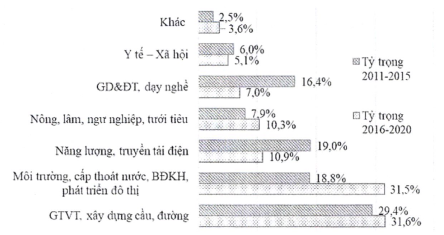 Khác
2,5%
3,6%
Y tế – Xã hội
6,0%
5,1%
Tỷ trọng
2011-2015
GD&ĐT, dạy nghề
16,4%
7,0%
Nông, lâm, ngư nghiệp, tưới tiêu
7,9%
10,3%
Tỷ trọng
2016-2020
Năng lượng, truyền tải điện
19,0%
10,9%
Môi trường, cấp thoát nước, BĐKH,
phát triển đô thị
18,8%
31,5%
GTVT. xây dựng cầu, đường
29,4%
31,6%